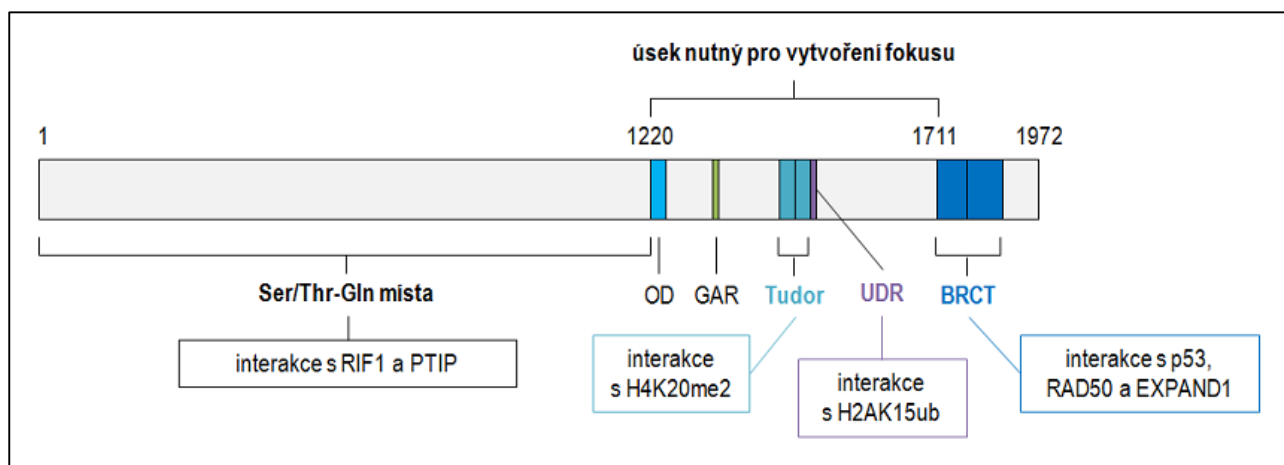 úsek nutný pro vytvoření fokusu
1 1220 1711 1972
Ser/Thr-Gln místa OD GAR Tudor UDR BRCT
interakce s RIF1 a PTIP
interakce
s H4K20me2
interakce
s H2AK15ub
interakce s p53,
RAD50 a EXPAND1